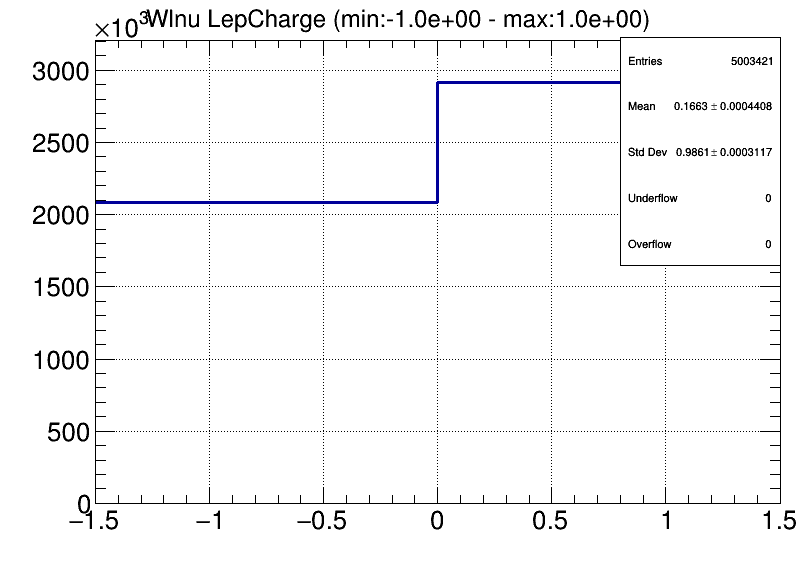 ×10³
Wlnu LepCharge (min:-1.0e+00 - max:1.0e+00)
Entries 5003421
Mean 0.1663 ± 0.0004408
Std Dev 0.9861 ± 0.0003117
Underflow 0
Overflow 0
3000
2500
2000
1500
1000
500
0
−1.5 −1 −0.5 0 0.5 1 1.5